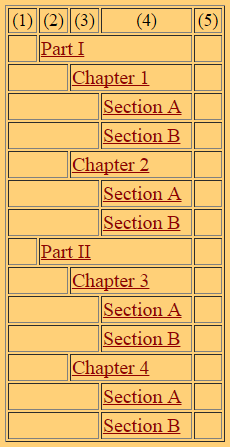 (1) (2) (3) (4) (5)
Part I
Chapter 1
Section A
Section B
Chapter 2
Section A
Section B
Part II
Chapter 3
Section A
Section B
Chapter 4
Section A
Section B